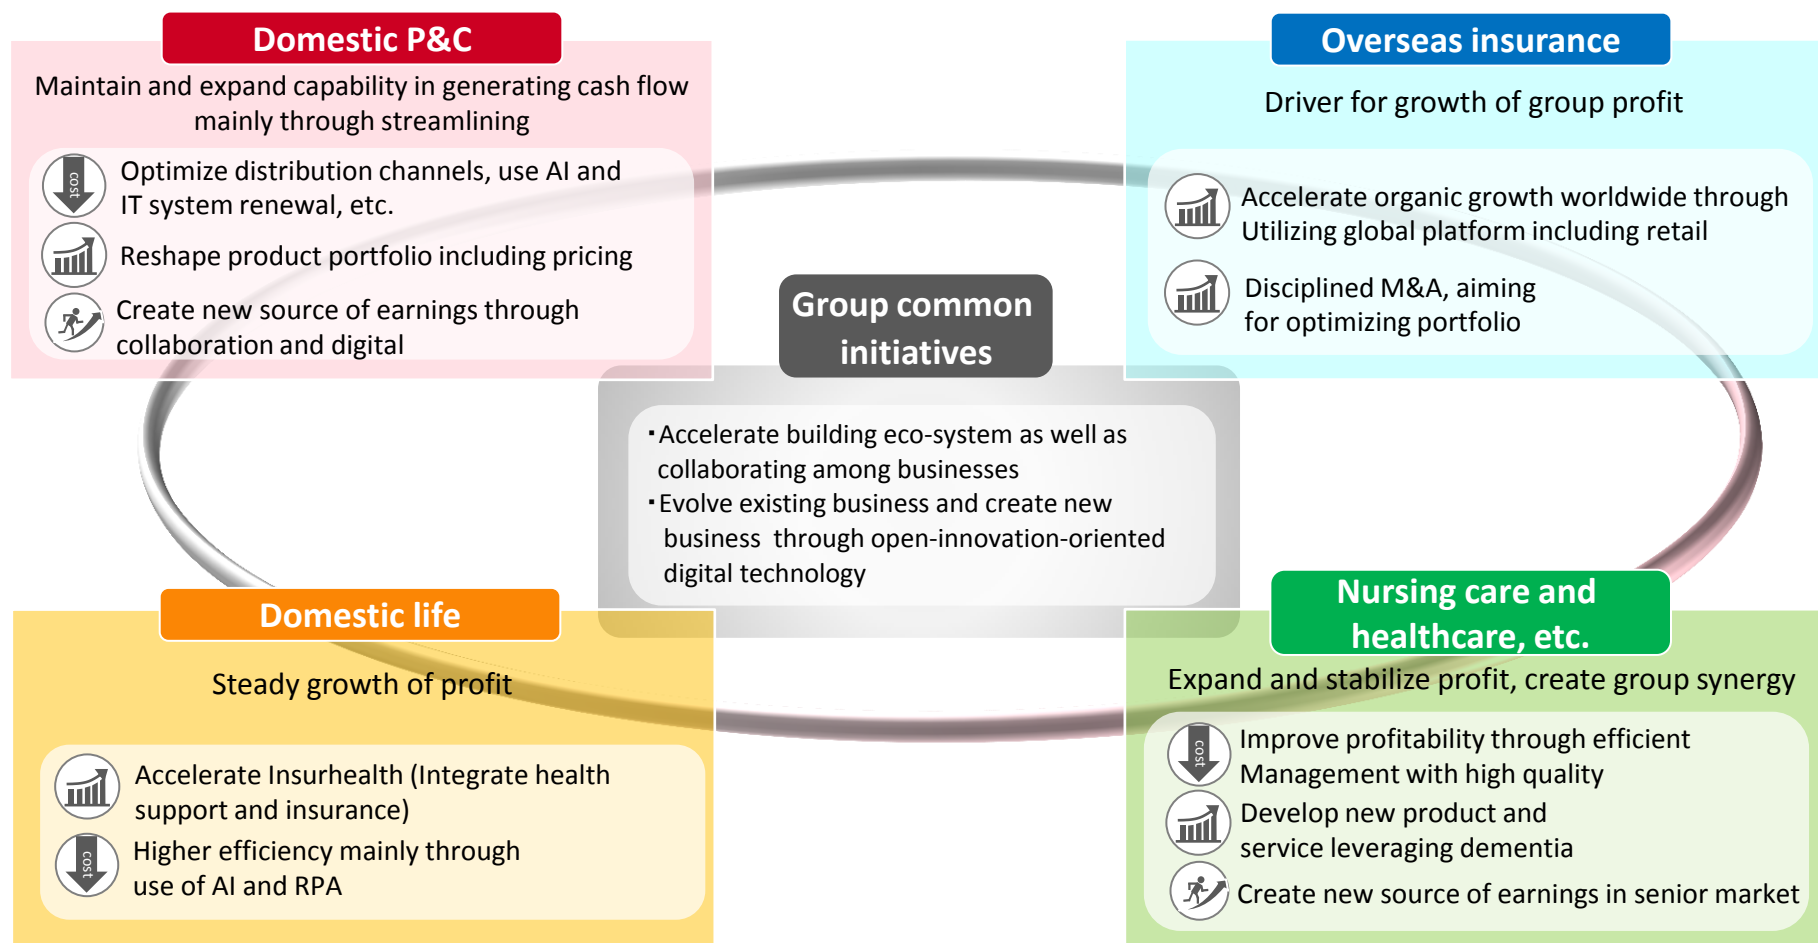 Domestic P&C
Maintain and expand capability in generating cash flow
mainly through streamlining
cost
Optimize distribution channels, use AI and
IT system renewal, etc.
Reshape product portfolio including pricing
Create new source of earnings through
collaboration and digital
Overseas insurance
Driver for growth of group profit
Accelerate organic growth worldwide through
Utilizing global platform including retail
Disciplined M&A, aiming
for optimizing portfolio
Group common
initiatives
・Accelerate building eco-system as well as
collaborating among businesses
・Evolve existing business and create new
business through open-innovation-oriented
digital technology
Domestic life
Steady growth of profit
Accelerate Insurhealth (Integrate health
support and insurance)
cost
Higher efficiency mainly through
use of AI and RPA
Nursing care and
healthcare, etc.
Expand and stabilize profit, create group synergy
cost
Improve profitability through efficient
Management with high quality
Develop new product and
service leveraging dementia
Create new source of earnings in senior market